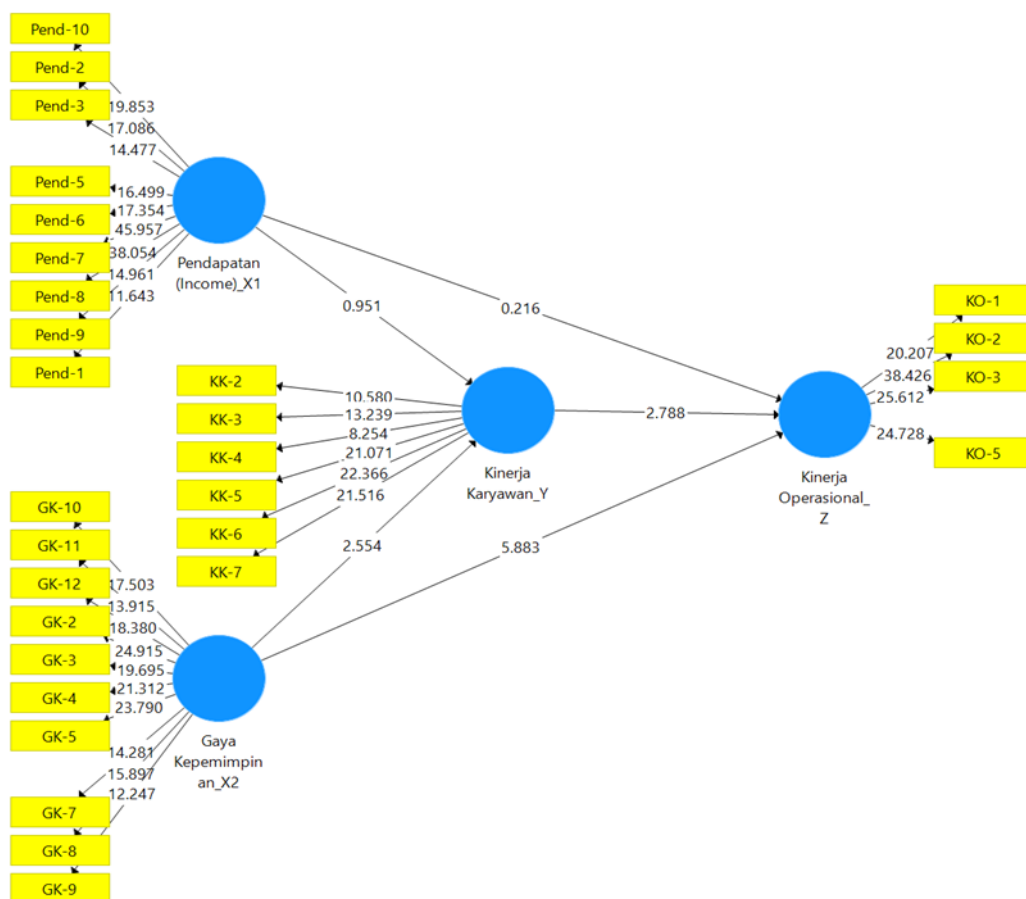 Pend-10
Pend-2
Pend-3
19.853
17.086
14.477
Pend-5
Pend-6
Pend-7
Pend-8
Pend-9
Pend-1
16.499
17.354
45.957
38.054
14.961
11.643
Pendapatan
(Income)_X1
0.951
0.216
KK-2
KK-3
KK-4
KK-5
KK-6
KK-7
10.580
13.239
8.254
21.071
22.366
21.516
Kinerja
Karyawan_Y
2.788
2.554
5.883
KO-1
KO-2
KO-3
KO-5
20.207
38.426
25.612
24.728
Kinerja
Operasional_
Z
GK-10
GK-11
GK-12
GK-2
GK-3
GK-4
GK-5
17.503
13.915
18.380
24.915
19.695
21.312
23.790
14.281
15.897
12.247
GK-7
GK-8
GK-9
Gaya
Kepemimpin
an_X2